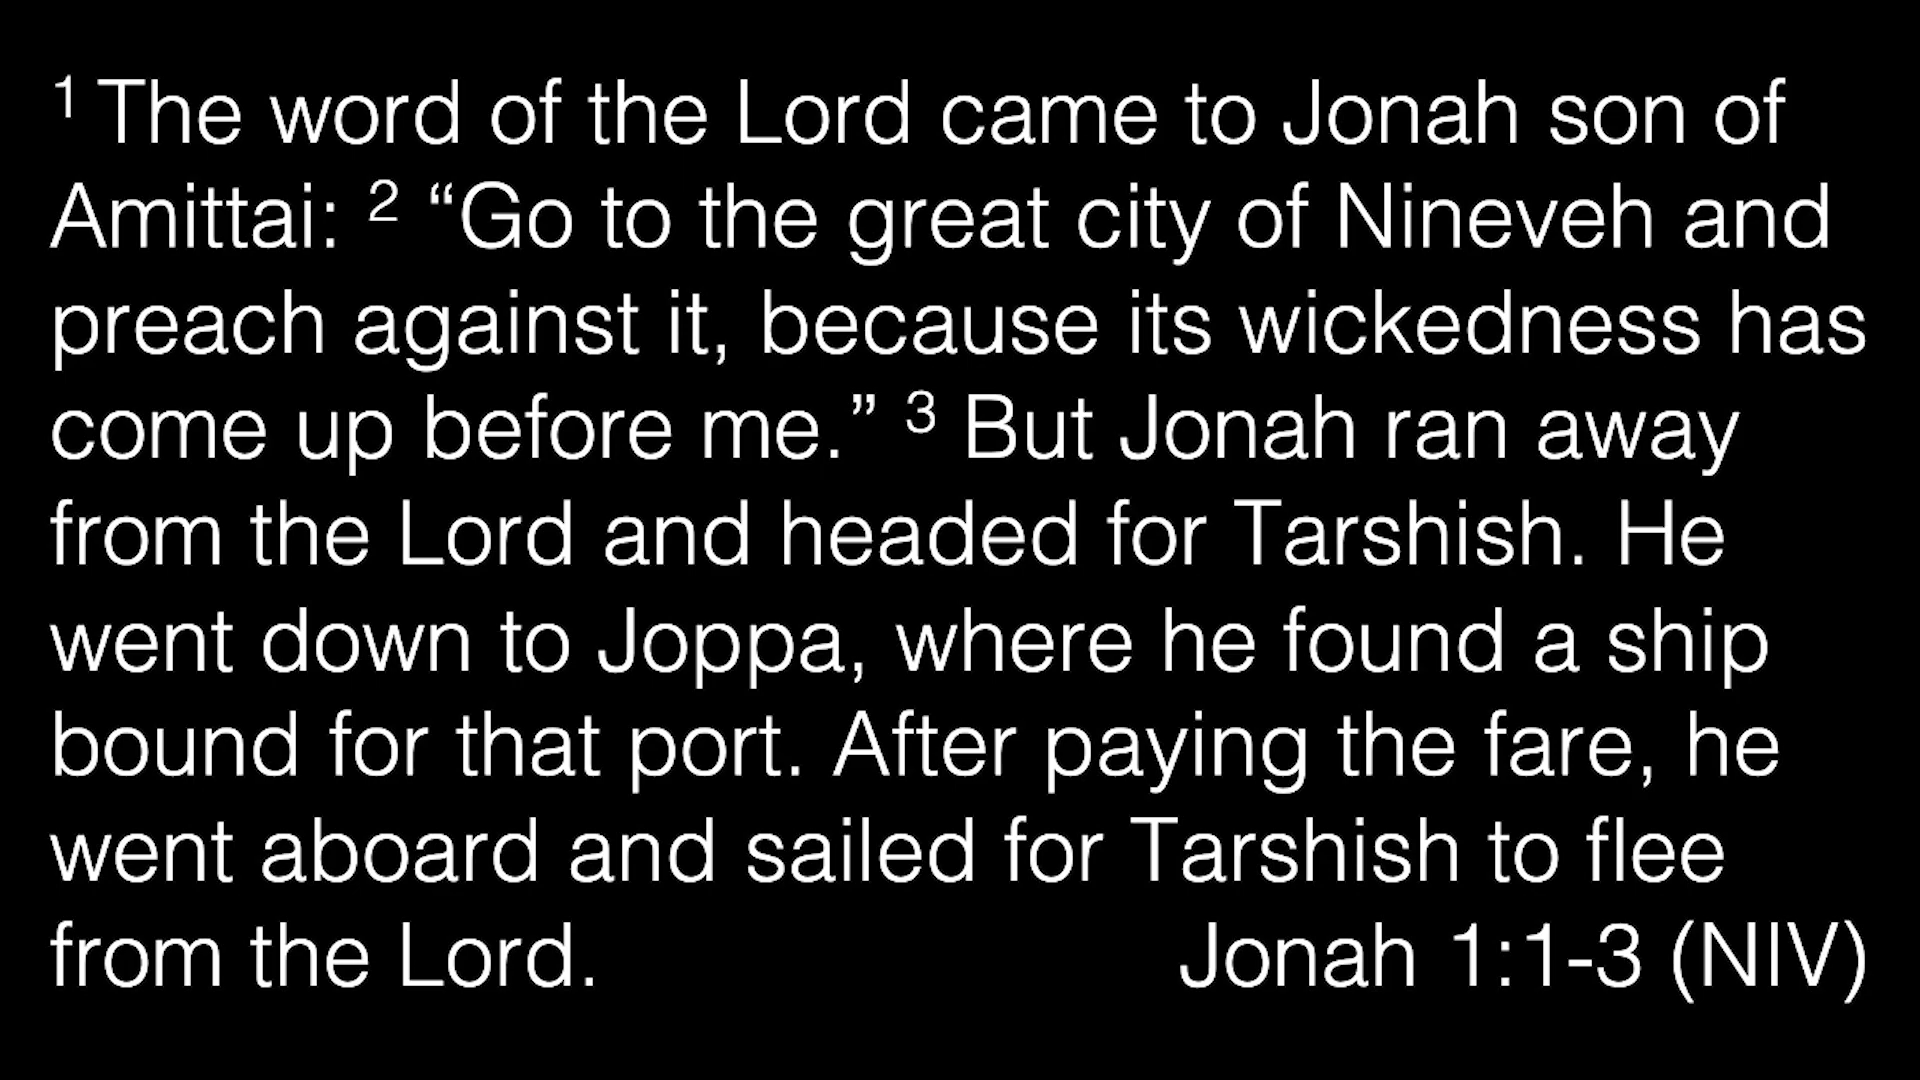 ¹ The word of the Lord came to Jonah son of
Amittai: ² “Go to the great city of Nineveh and
preach against it, because its wickedness has
come up before me.” ³ But Jonah ran away
from the Lord and headed for Tarshish. He
went down to Joppa, where he found a ship
bound for that port. After paying the fare, he
went aboard and sailed for Tarshish to flee
from the Lord. Jonah 1:1-3 (NIV)